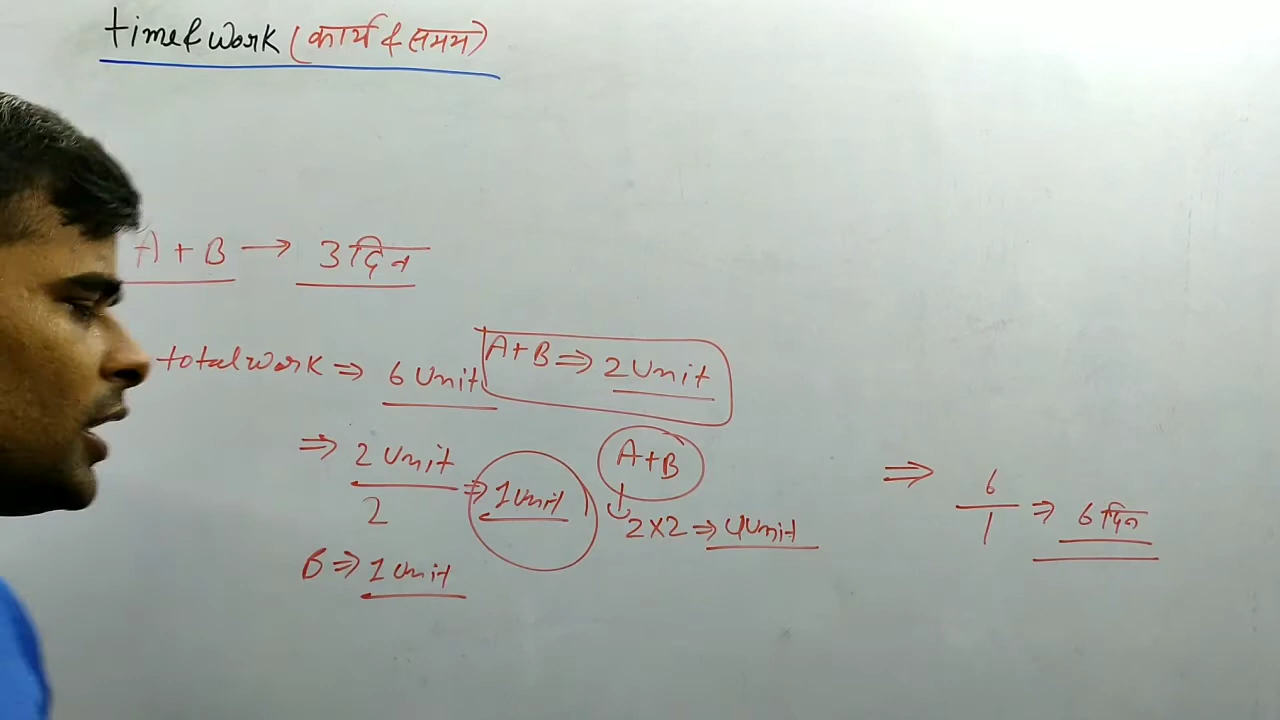 time & work (कार्य & समय)
A + B → 3 दिन
total work ⇒ 6 Unit
A+B ⇒ 2 Unit
⇒ 2 Unit / 2 ⇒ 1 Unit
A+B
↓
2×2 ⇒ 4 Unit
B ⇒ 1 Unit
⇒ 6/1 ⇒ 6 दिन